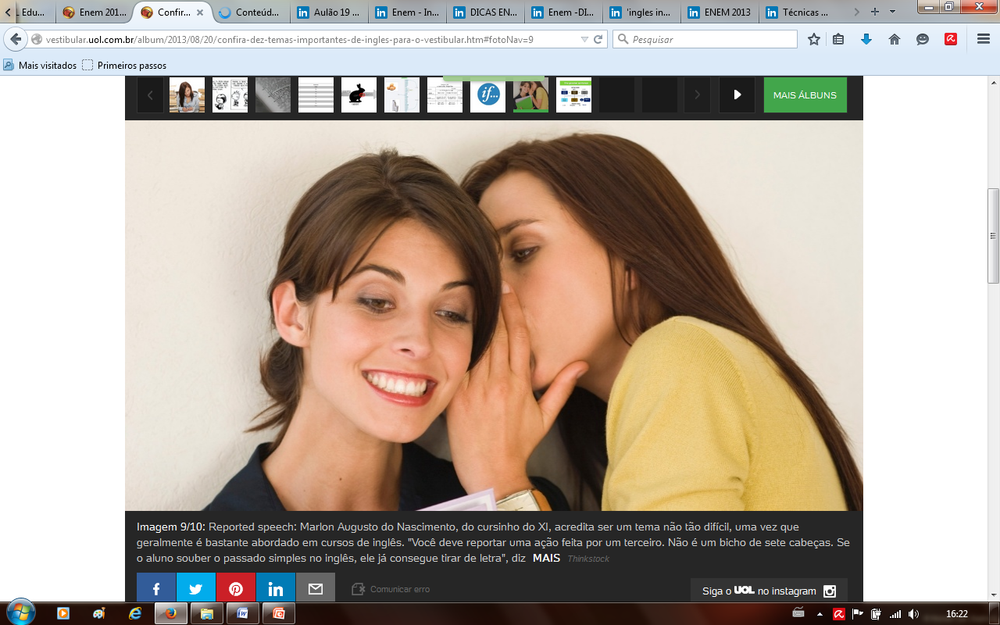 L Edu...
Enem 201...
Confir...
Conteúd...
Aulão 19 ...
Enem - In...
DICAS EN...
Enem -DI...
'ingles in...
ENEM 2013
Técnicas ...
vestibular.uol.com.br/album/2013/08/20/confira-dez-temas-importantes-de-ingles-para-o-vestibular.htm#fotoNav=9
Pesquisar
Mais visitados
Primeiros passos
if...
MAIS ÁLBUNS
Imagem 9/10: Reported speech: Marlon Augusto do Nascimento, do cursinho do XI, acredita ser um tema não tão difícil, uma vez que
geralmente é bastante abordado em cursos de inglês. "Você deve reportar uma ação feita por um terceiro. Não é um bicho de sete cabeças. Se
o aluno souber o passado simples no inglês, ele já consegue tirar de letra", diz MAIS Thinkstock
Comunicar erro
Siga o UOL no instagram
16:22